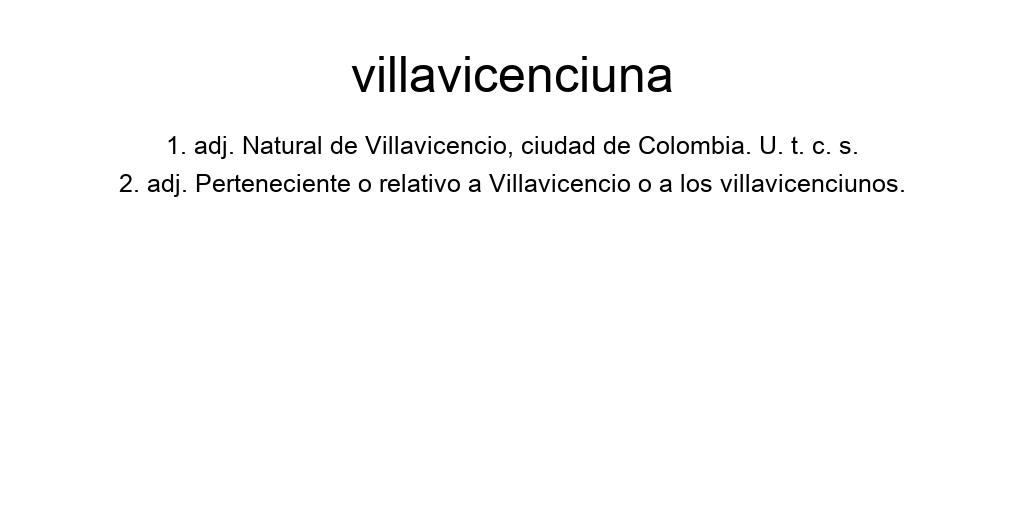 villavicenciuna
1. adj. Natural de Villavicencio, ciudad de Colombia. U. t. c. s.
2. adj. Perteneciente o relativo a Villavicencio o a los villavicenciunos.